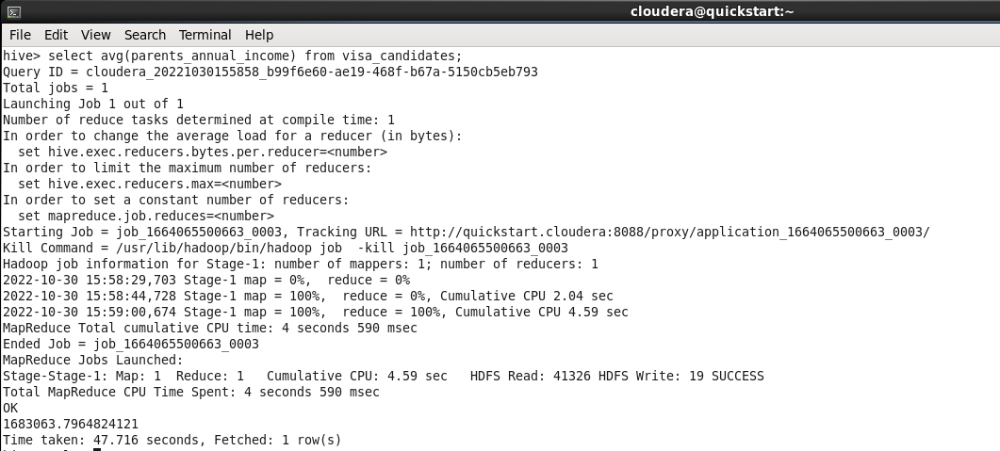 cloudera@quickstart:~
File Edit View Search Terminal Help
hive> select avg(parents_annual_income) from visa_candidates;
Query ID = cloudera_20221030155858_b99f6e60-ae19-468f-b67a-5150cb5eb793
Total jobs = 1
Launching Job 1 out of 1
Number of reduce tasks determined at compile time: 1
In order to change the average load for a reducer (in bytes):
  set hive.exec.reducers.bytes.per.reducer=<number>
In order to limit the maximum number of reducers:
  set hive.exec.reducers.max=<number>
In order to set a constant number of reducers:
  set mapreduce.job.reduces=<number>
Starting Job = job_1664065500663_0003, Tracking URL = http://quickstart.cloudera:8088/proxy/application_1664065500663_0003/
Kill Command = /usr/lib/hadoop/bin/hadoop job  -kill job_1664065500663_0003
Hadoop job information for Stage-1: number of mappers: 1; number of reducers: 1
2022-10-30 15:58:29,703 Stage-1 map = 0%,  reduce = 0%
2022-10-30 15:58:44,728 Stage-1 map = 100%,  reduce = 0%, Cumulative CPU 2.04 sec
2022-10-30 15:59:00,674 Stage-1 map = 100%,  reduce = 100%, Cumulative CPU 4.59 sec
MapReduce Total cumulative CPU time: 4 seconds 590 msec
Ended Job = job_1664065500663_0003
MapReduce Jobs Launched:
Stage-Stage-1: Map: 1  Reduce: 1   Cumulative CPU: 4.59 sec   HDFS Read: 41326 HDFS Write: 19 SUCCESS
Total MapReduce CPU Time Spent: 4 seconds 590 msec
OK
1683063.7964824121
Time taken: 47.716 seconds, Fetched: 1 row(s)